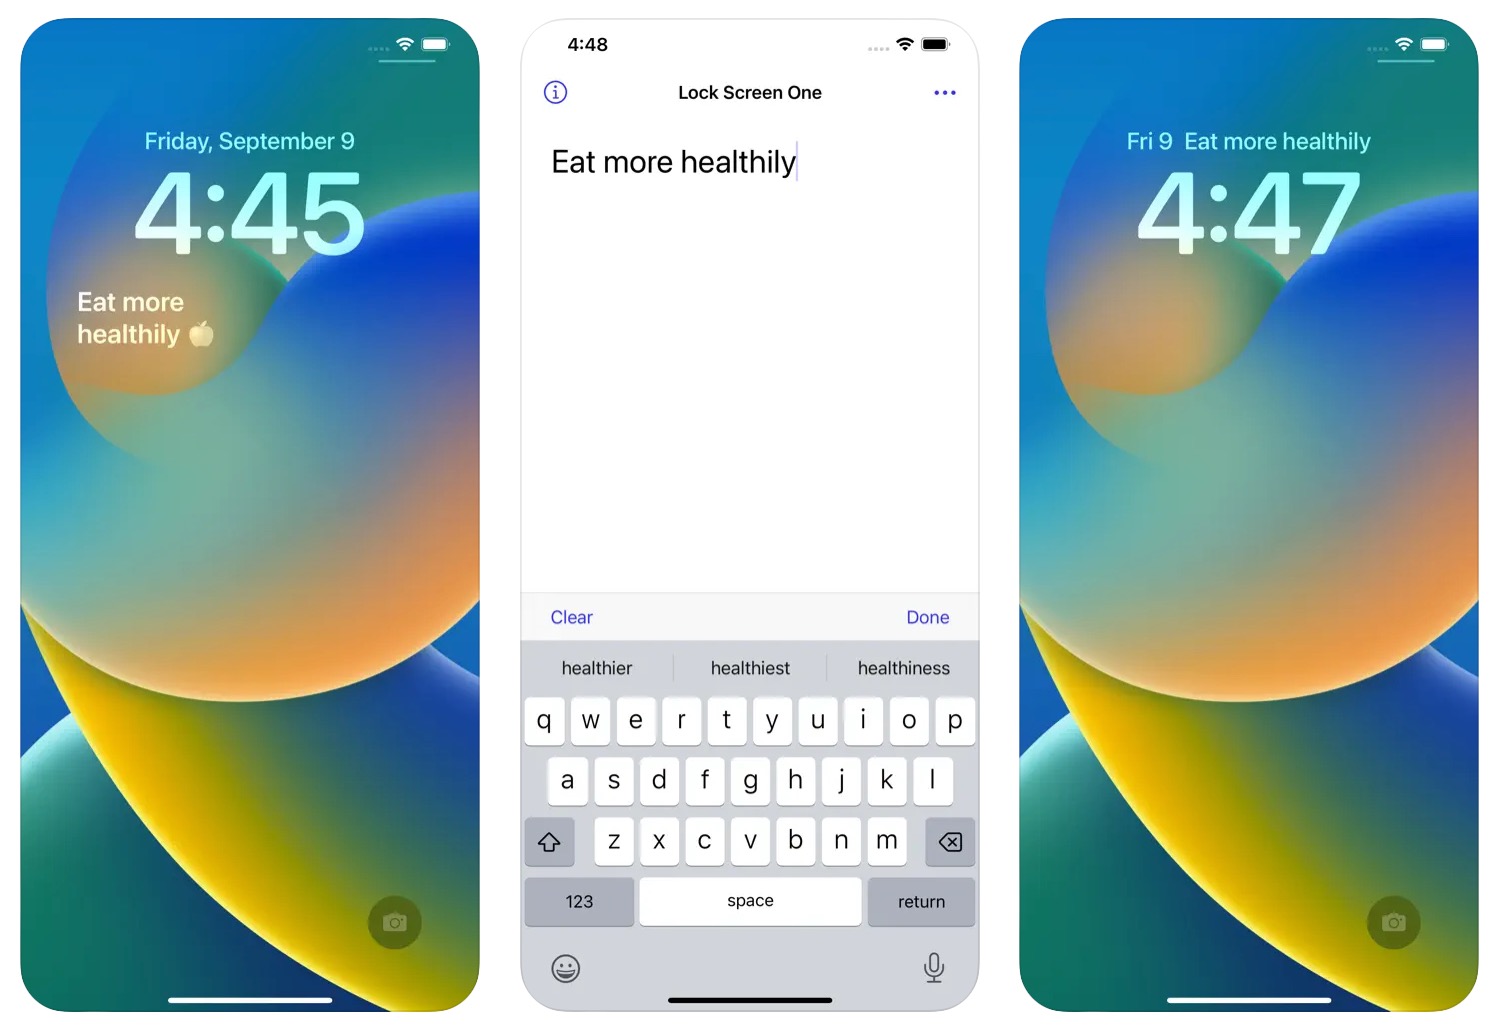 Friday, September 9
4:45
Eat more
healthily 🍏
4:48
Lock Screen One
Eat more healthily
Clear
Done
healthier
healthiest
healthiness
q w e r t y u i o p
a s d f g h j k l
z x c v b n m
123
space
return
Fri 9 Eat more healthily
4:47